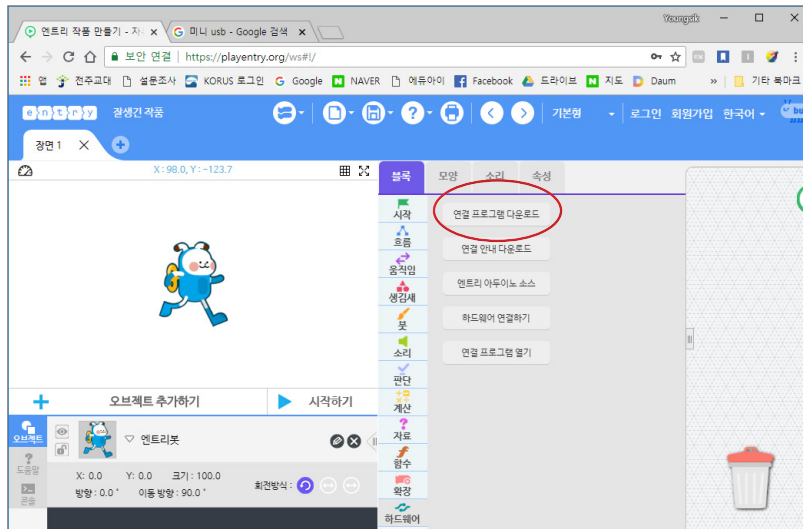 Youngsik
엔트리 작품 만들기 - 자
미니 usb - Google 검색
보안 연결 | https://playentry.org/ws#!/
앱 전주교대 설문조사 KORUS 로그인 Google NAVER 에듀아이 Facebook 드라이브 지도 Daum » 기타 북마크
entry 잘생긴 작품 기본형 로그인 회원가입 한국어 bu
장면 1
X : 98.0, Y : -123.7
블록 모양 소리 속성
시작
흐름
움직임
생김새
붓
소리
판단
계산
자료
함수
확장
하드웨어
연결 프로그램 다운로드
연결 안내 다운로드
엔트리 아두이노 소스
하드웨어 연결하기
연결 프로그램 열기
오브젝트 추가하기 시작하기
오브젝트
도움말
콘솔
엔트리봇
X : 0.0 Y : 0.0 크기 : 100.0
방향 : 0.0 ˚ 이동 방향 : 90.0 ˚
회전방식 :